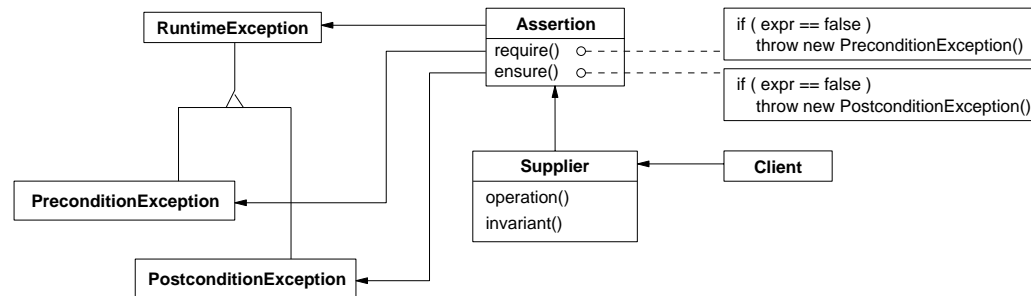 RuntimeException
Assertion
require()
ensure()
if ( expr == false )
throw new PreconditionException()
if ( expr == false )
throw new PostconditionException()
Supplier
operation()
invariant()
Client
PreconditionException
PostconditionException